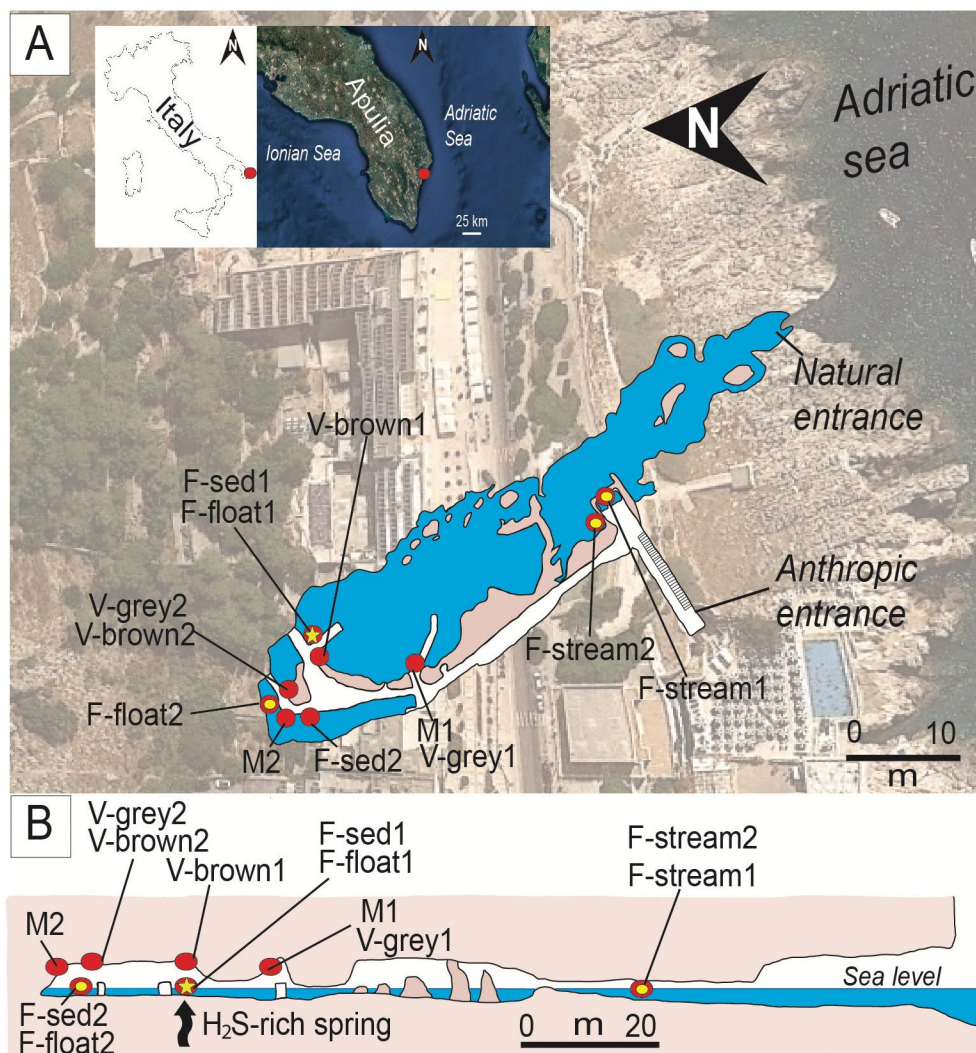 A
N
N
Italy
Apulia
Ionian Sea
Adriatic
Sea
25 km
N
Adriatic
sea
Natural
entrance
V-brown1
F-sed1
F-float1
V-grey2
V-brown2
F-float2
M2
F-sed2
M1
V-grey1
F-stream2
F-stream1
Anthropic
entrance
0 10
m
B
V-grey2
V-brown2
V-brown1
F-sed1
F-float1
F-stream2
F-stream1
M2
M1
V-grey1
Sea level
F-sed2
F-float2
H₂S-rich spring
0 m 20